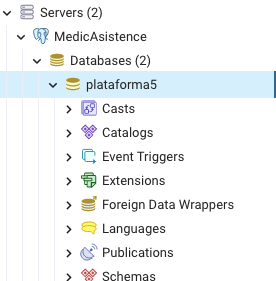 Servers (2)
MedicAsistence
Databases (2)
plataforma5
Casts
Catalogs
Event Triggers
Extensions
Foreign Data Wrappers
Languages
Publications
Schemas